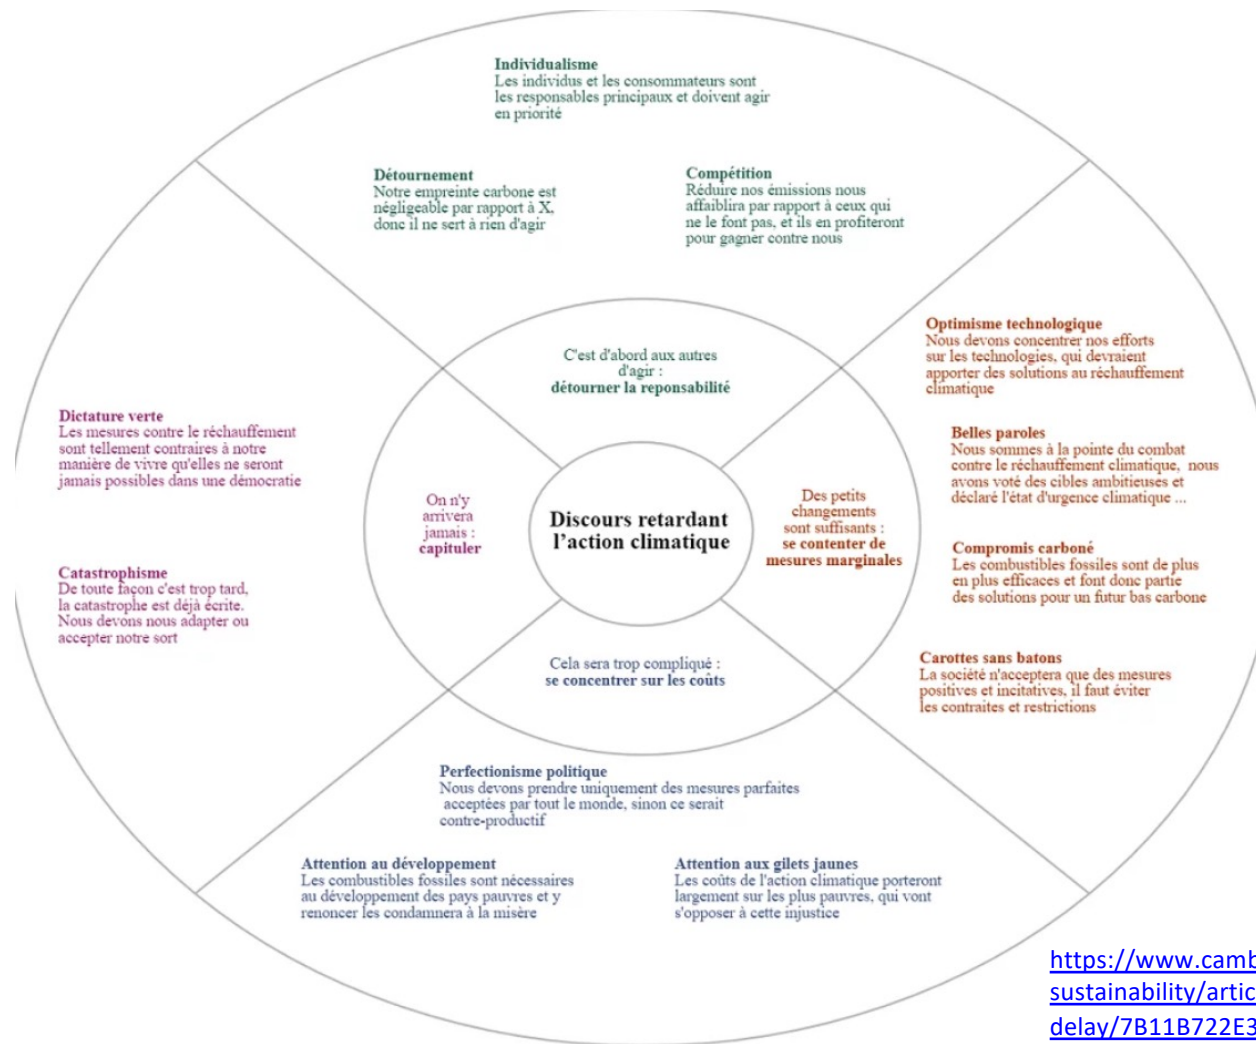 Individualisme
Les individus et les consommateurs sont
les responsables principaux et doivent agir
en priorité
Détournement
Notre empreinte carbone est
négligeable par rapport à X,
donc il ne sert à rien d'agir
Compétition
Réduire nos émissions nous
affaiblira par rapport à ceux qui
ne le font pas, et ils en profiteront
pour gagner contre nous
C'est d'abord aux autres
d'agir :
détourner la reponsabilité
Optimisme technologique
Nous devons concentrer nos efforts
sur les technologies, qui devraient
apporter des solutions au réchauffement
climatique
Belles paroles
Nous sommes à la pointe du combat
contre le réchauffement climatique, nous
avons voté des cibles ambitieuses et
déclaré l'état d'urgence climatique ...
Compromis carboné
Les combustibles fossiles sont de plus
en plus efficaces et font donc partie
des solutions pour un futur bas carbone
Carottes sans batons
La société n'acceptera que des mesures
positives et incitatives, il faut éviter
les contraites et restrictions
Des petits
changements
sont suffisants :
se contenter de
mesures marginales
Discours retardant
l’action climatique
On n'y
arrivera
jamais :
capituler
Dictature verte
Les mesures contre le réchauffement
sont tellement contraires à notre
manière de vivre qu'elles ne seront
jamais possibles dans une démocratie
Catastrophisme
De toute façon c'est trop tard,
la catastrophe est déjà écrite.
Nous devons nous adapter ou
accepter notre sort
Cela sera trop compliqué :
se concentrer sur les coûts
Perfectionisme politique
Nous devons prendre uniquement des mesures parfaites
acceptées par tout le monde, sinon ce serait
contre-productif
Attention au développement
Les combustibles fossiles sont nécessaires
au développement des pays pauvres et y
renoncer les condamnera à la misère
Attention aux gilets jaunes
Les coûts de l'action climatique porteront
largement sur les plus pauvres, qui vont
s'opposer à cette injustice
https://www.camb
sustainability/artic
delay/7B11B722E3